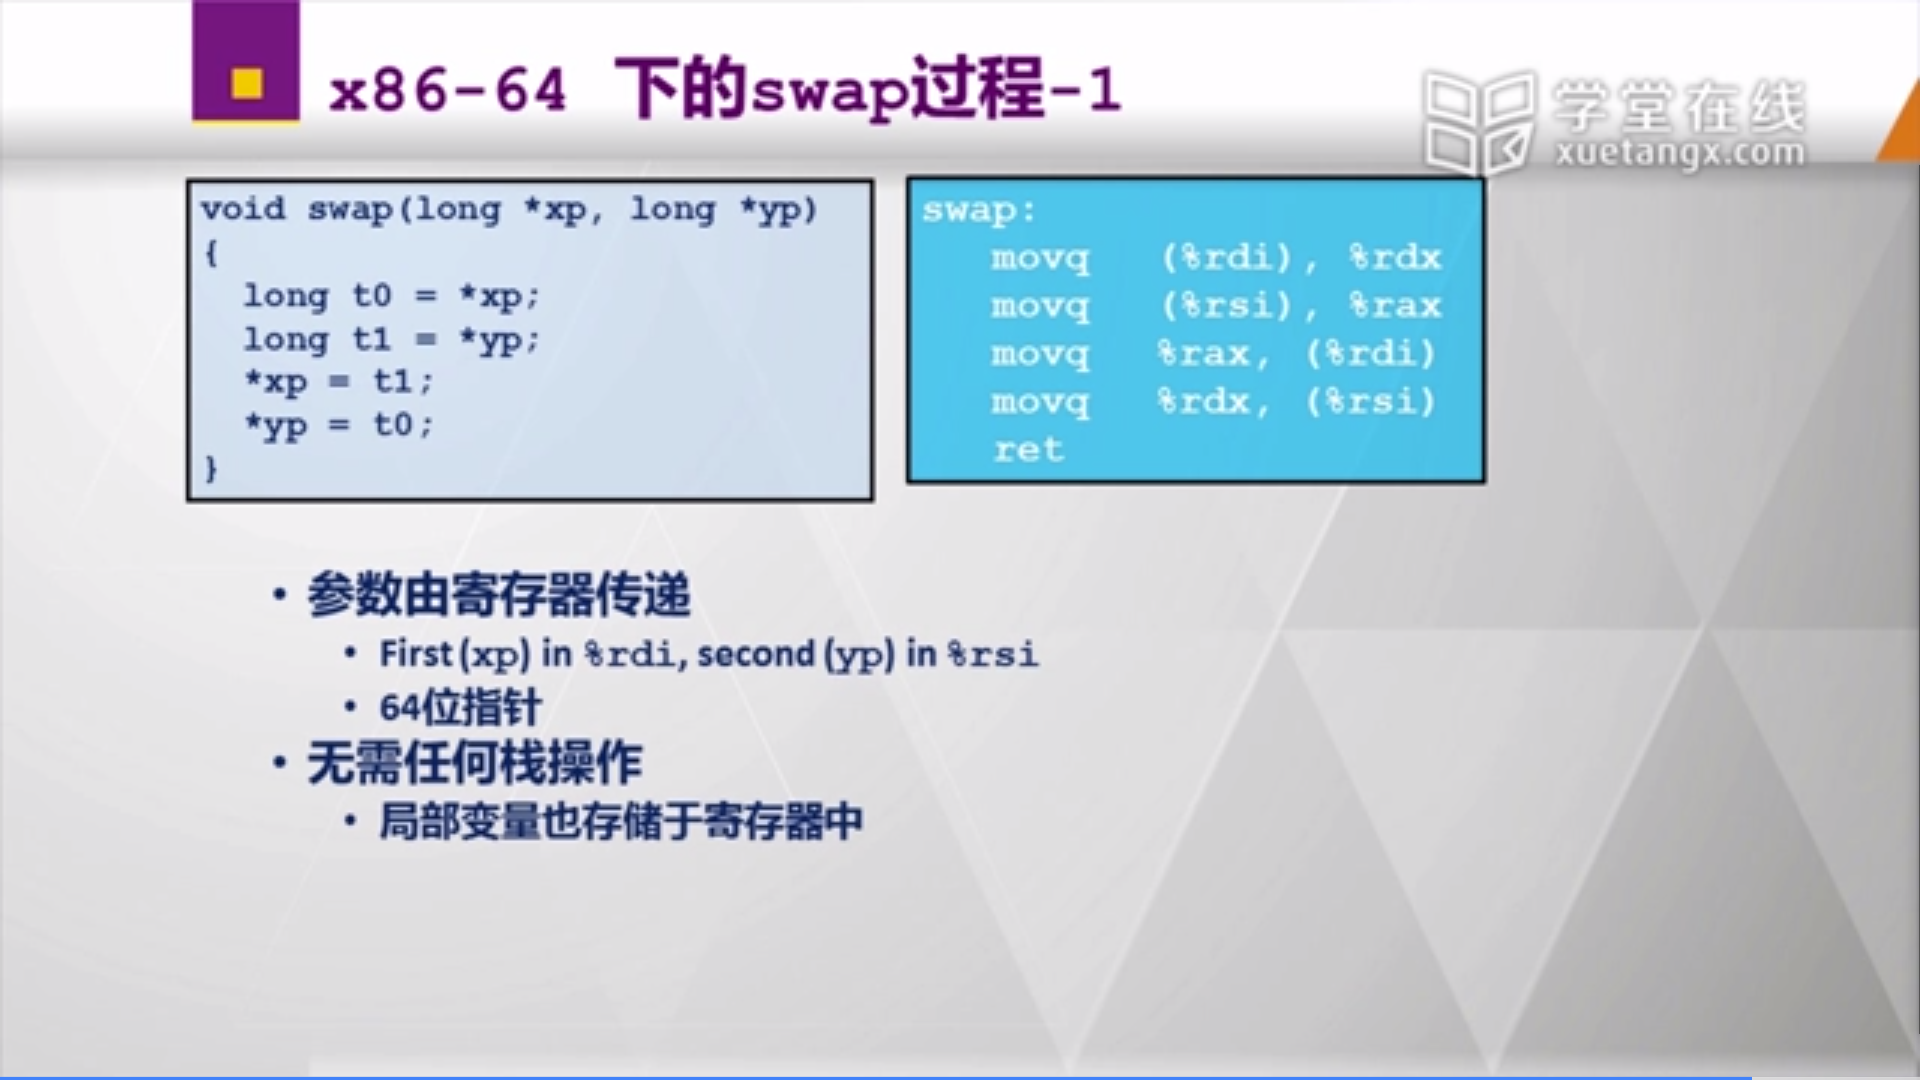 x86-64 下的swap过程-1
学堂在线
xuetangx.com
void swap(long *xp, long *yp)
{
long t0 = *xp;
long t1 = *yp;
*xp = t1;
*yp = t0;
}
swap:
movq (%rdi), %rdx
movq (%rsi), %rax
movq %rax, (%rdi)
movq %rdx, (%rsi)
ret
• 参数由寄存器传递
• First (xp) in %rdi, second (yp) in %rsi
• 64位指针
• 无需任何栈操作
• 局部变量也存储于寄存器中